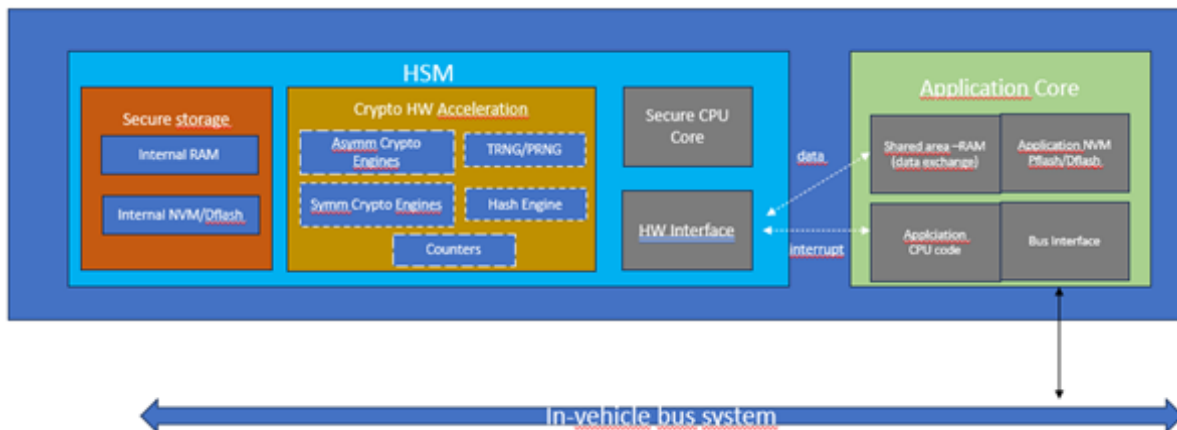 HSM
Secure storage
Internal RAM
Internal NVM/Dflash
Crypto HW Acceleration
Asymm Crypto
Engines
TRNG/PRNG
Symm Crypto Engines
Hash Engine
Counters
Secure CPU
Core
HW Interface
data
interrupt
Application Core
Shared area –RAM
(data exchange)
Application NVM
Pflash/Dflash
Applciation
CPU code
Bus Interface
In-vehicle bus system